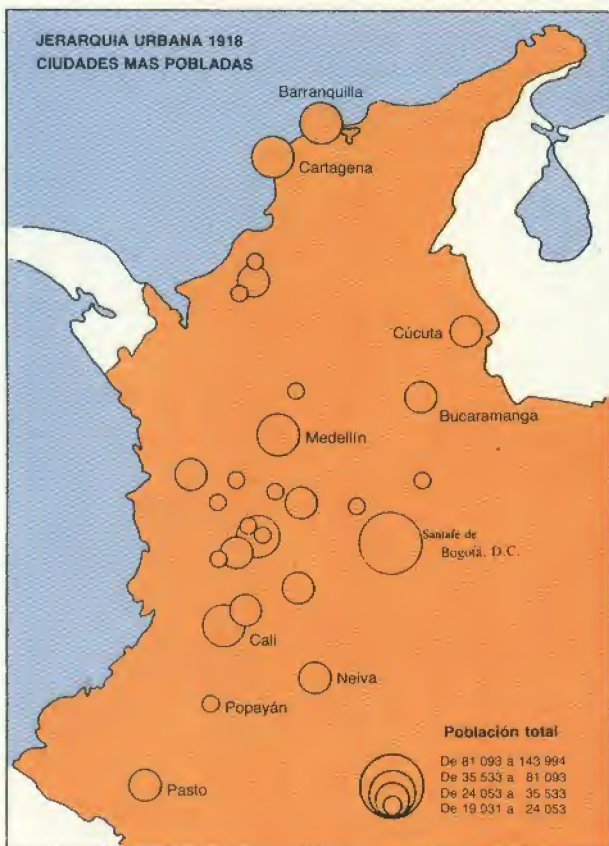 JERARQUIA URBANA 1918
CIUDADES MAS POBLADAS
Barranquilla
Cartagena
Cúcuta
Bucaramanga
Medellín
Santafé de
Bogotá, D.C.
Cali
Neiva
Popayán
Pasto
Población total
De 81 093 a 143 994
De 35 533 a 81 093
De 24 053 a 35 533
De 19 031 a 24 053